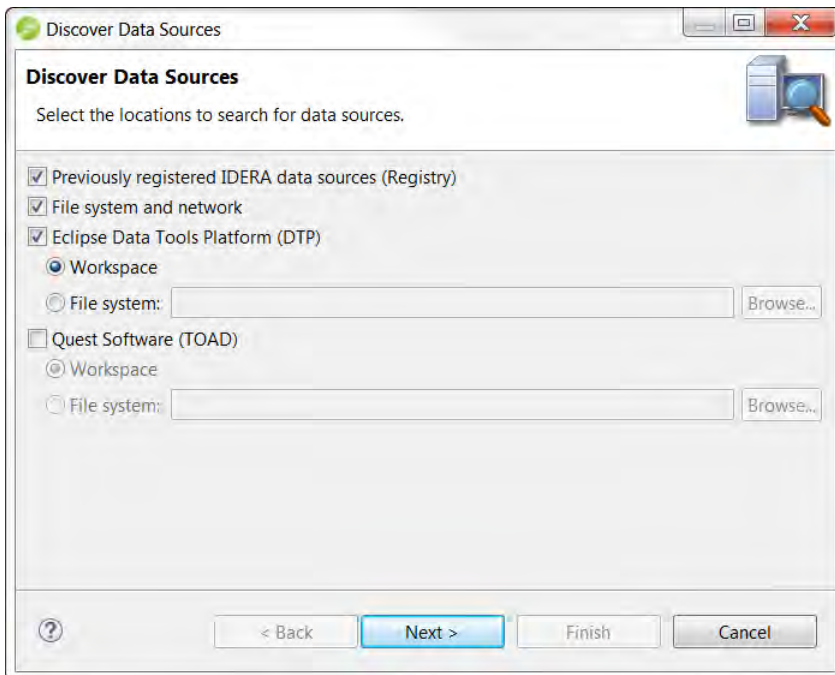 Discover Data Sources
Discover Data Sources
Select the locations to search for data sources.
Previously registered IDERA data sources (Registry)
File system and network
Eclipse Data Tools Platform (DTP)
Workspace
File system: Browse...
Quest Software (TOAD)
Workspace
File system: Browse...
? < Back Next > Finish Cancel